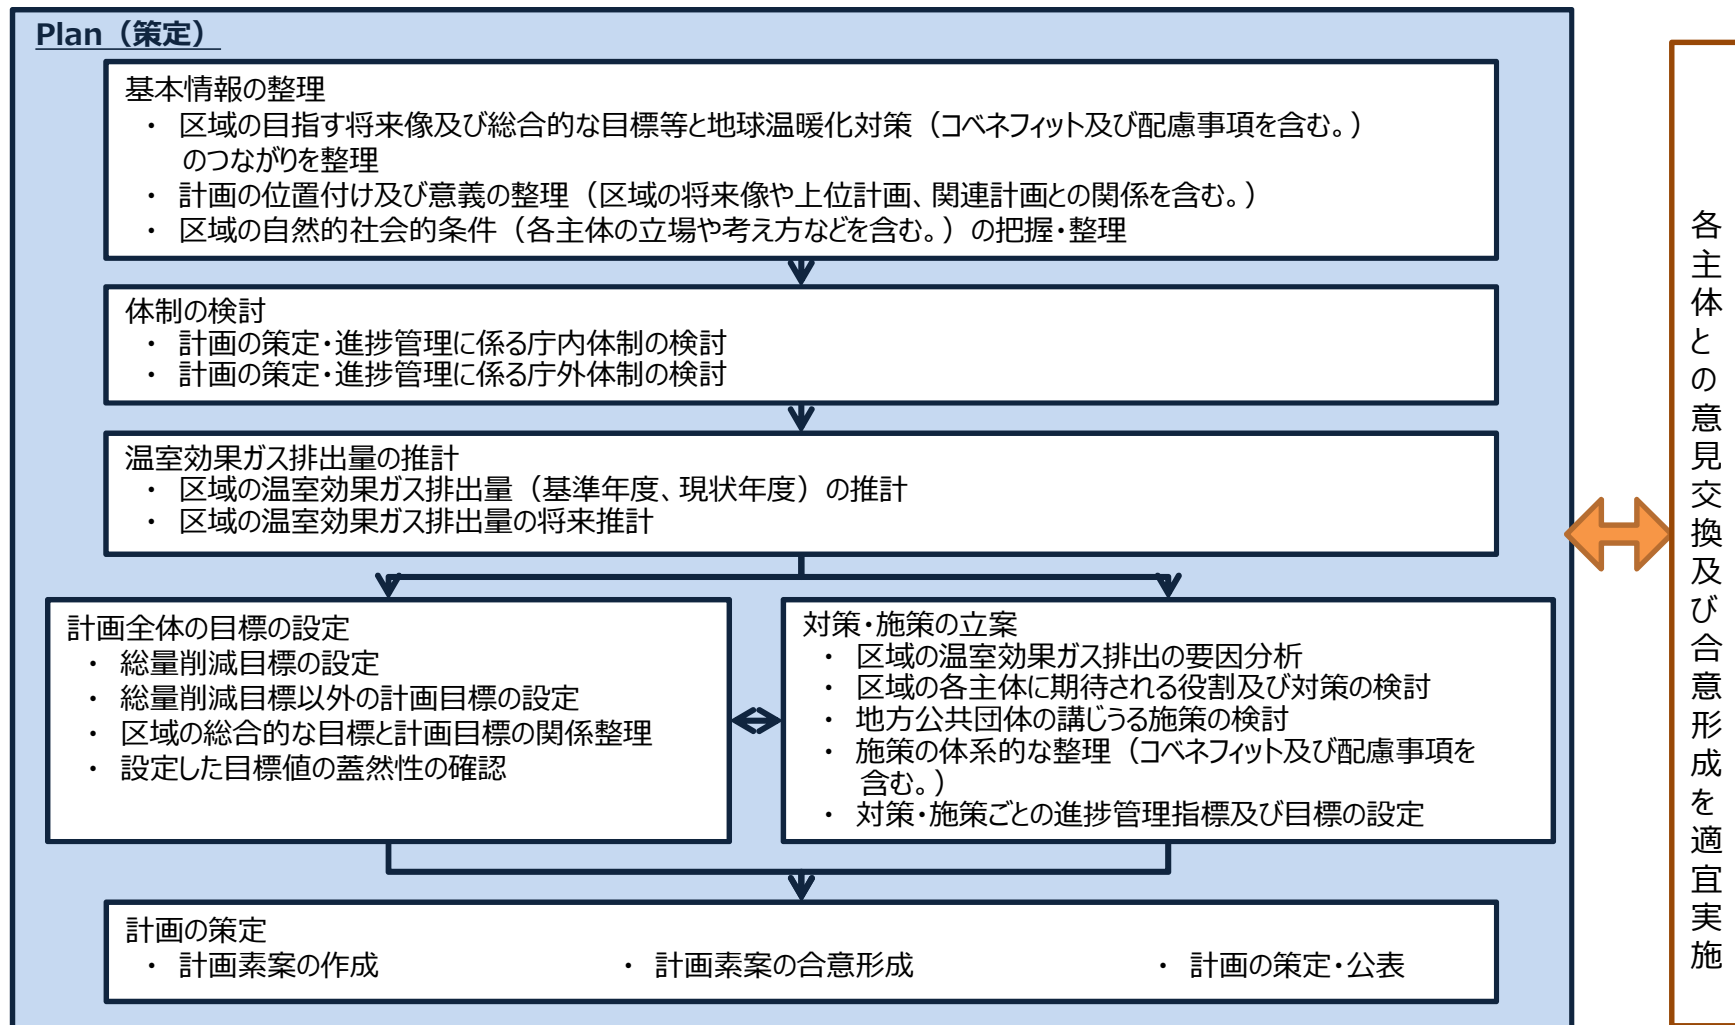 Plan（策定）
基本情報の整理
・ 区域の目指す将来像及び総合的な目標等と地球温暖化対策（コベネフィット及び配慮事項を含む。）
のつながりを整理
・ 計画の位置付け及び意義の整理（区域の将来像や上位計画、関連計画との関係を含む。）
・ 区域の自然的社会的条件（各主体の立場や考え方などを含む。）の把握・整理
体制の検討
・ 計画の策定・進捗管理に係る庁内体制の検討
・ 計画の策定・進捗管理に係る庁外体制の検討
温室効果ガス排出量の推計
・ 区域の温室効果ガス排出量（基準年度、現状年度）の推計
・ 区域の温室効果ガス排出量の将来推計
計画全体の目標の設定
・ 総量削減目標の設定
・ 総量削減目標以外の計画目標の設定
・ 区域の総合的な目標と計画目標の関係整理
・ 設定した目標値の蓋然性の確認
対策・施策の立案
・ 区域の温室効果ガス排出の要因分析
・ 区域の各主体に期待される役割及び対策の検討
・ 地方公共団体の講じうる施策の検討
・ 施策の体系的な整理（コベネフィット及び配慮事項を
含む。）
・ 対策・施策ごとの進捗管理指標及び目標の設定
計画の策定
・ 計画素案の作成 ・ 計画素案の合意形成 ・ 計画の策定・公表
各主体との意見交換及び合意形成を適宜実施